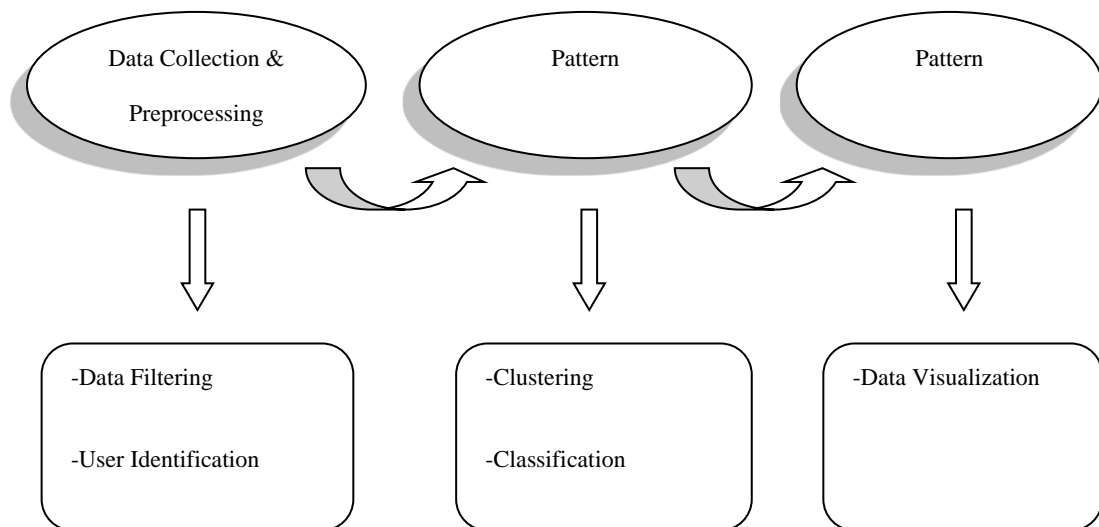 Data Collection &
Preprocessing
Pattern
Pattern
-Data Filtering
-User Identification
-Clustering
-Classification
-Data Visualization